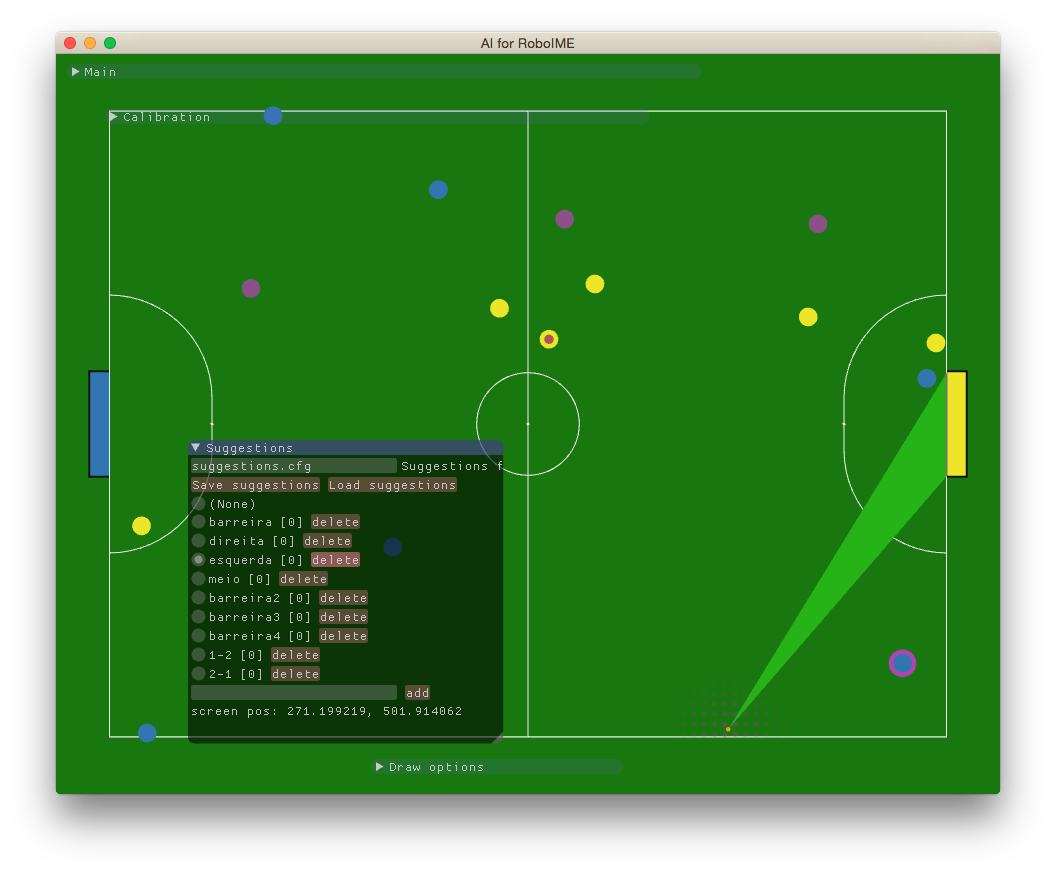 AI for RoboIME
Main
Calibration
Suggestions
suggestions.cfg Suggestions f
Save suggestions Load suggestions
(None)
barreira [0] delete
direita [0] delete
esquerda [0] delete
meio [0] delete
barreira2 [0] delete
barreira3 [0] delete
barreira4 [0] delete
1-2 [0] delete
2-1 [0] delete
add
screen pos: 271.199219, 501.914062
Draw options